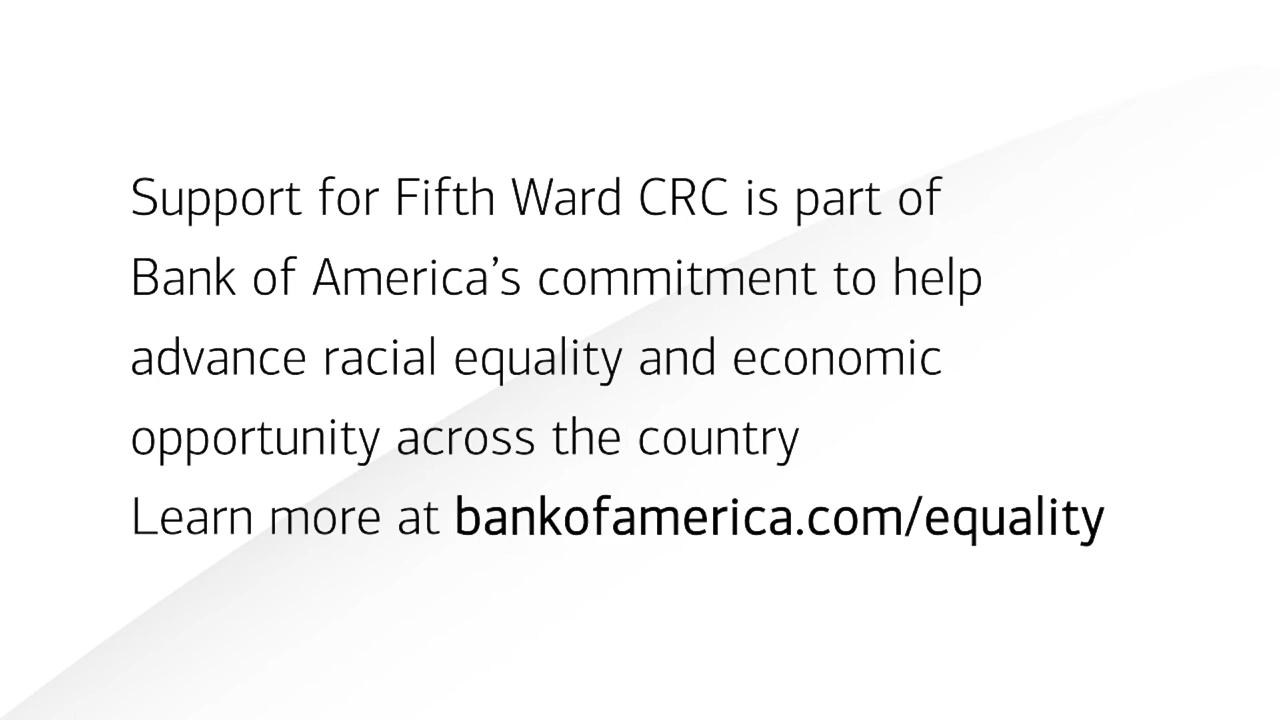 Support for Fifth Ward CRC is part of
Bank of America’s commitment to help
advance racial equality and economic
opportunity across the country
Learn more at bankofamerica.com/equality